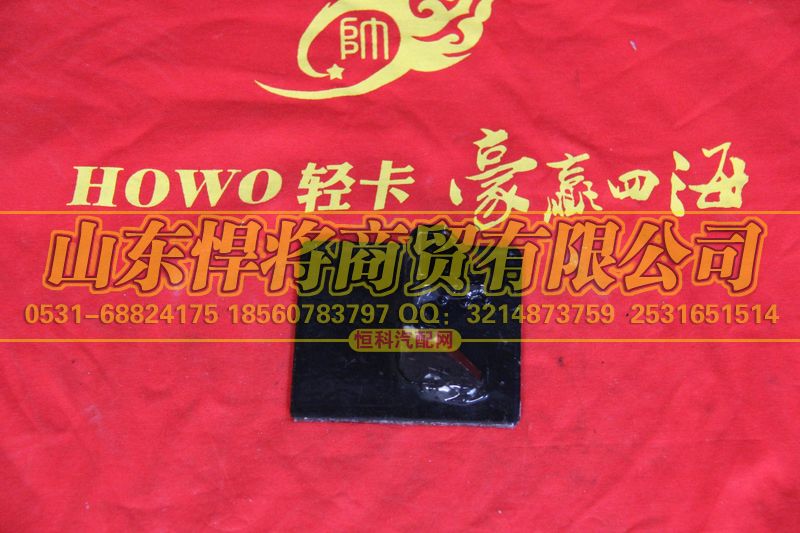 帅
HOWO 轻卡 豪赢四海
山东悍将商贸有限公司
0531-68824175 18560783797 QQ：3214873759 2531651514
恒科汽配网